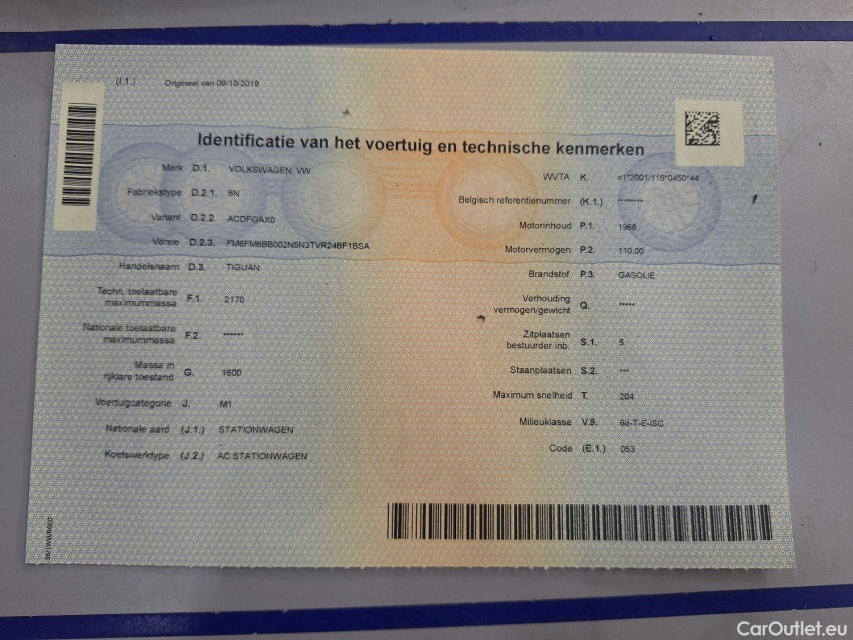 (I.1.) Origineel van 09/10/2019
Identificatie van het voertuig en technische kenmerken
Merk D.1. VOLKSWAGEN, VW
Fabriekstype D.2.1. 5N
Variant D.2.2. ACDFGAX0
Versie D.2.3. FM6FM6BB002N5N3TVR24BF1BSA
Handelsnaam D.3. TIGUAN
Techn. toelaatbare
maximummassa F.1. 2170
Nationale toelaatbare
maximummassa F.2 ******
Massa in
rijklare toestand G. 1600
Voertuigcategorie J. M1
Nationale aard (J.1.) STATIONWAGEN
Koetswerktype (J.2.) AC STATIONWAGEN
WVTA K. e1*2001/116*0450*44
Belgisch referentienummer (K.1.) ********
Motorinhoud P.1. 1968
Motorvermogen P.2. 110,00
Brandstof P.3. GASOLIE
Verhouding
vermogen/gewicht Q. *****
Zitplaatsen
bestuurder inb. S.1. 5
Staanplaatsen S.2. ***
Maximum snelheid T. 204
Milieuklasse V.9. 6d-T-E-ISC
Code (E.1.) 053
CarOutlet.eu